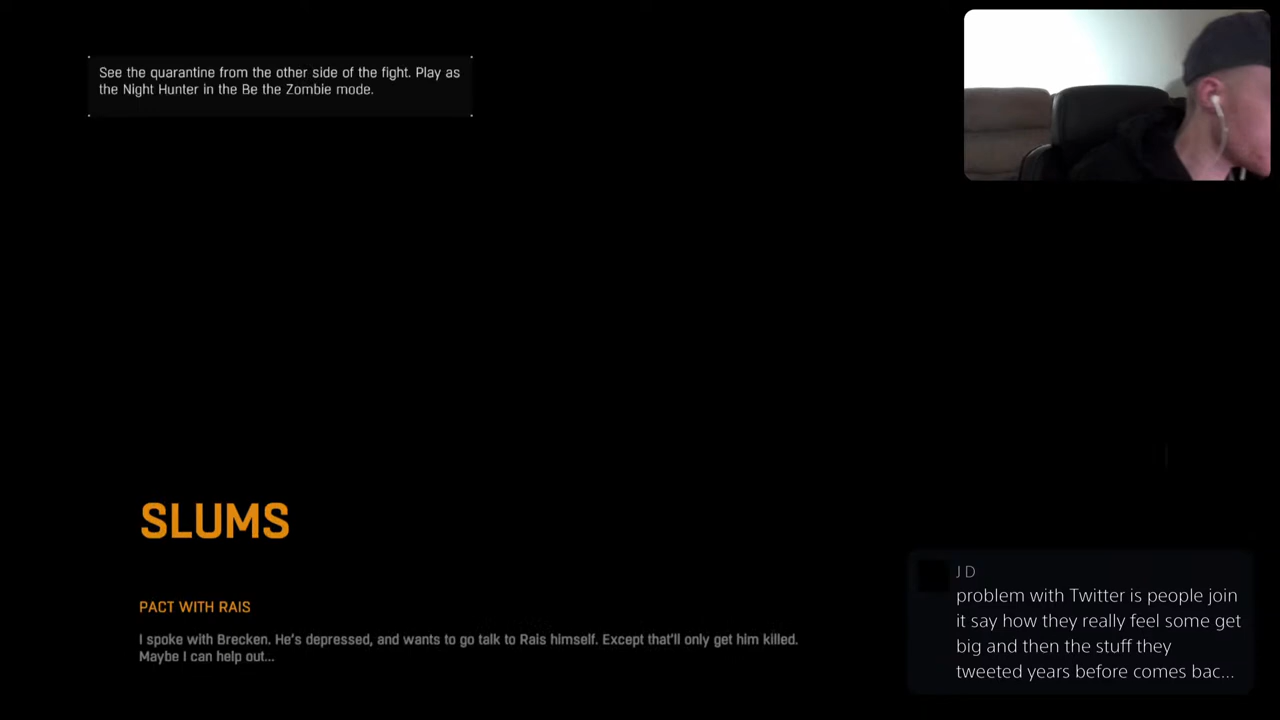 See the quarantine from the other side of the fight. Play as
the Night Hunter in the Be the Zombie mode.
SLUMS
PACT WITH RAIS
I spoke with Brecken. He's depressed, and wants to go talk to Rais himself. Except that'll only get him killed.
Maybe I can help out...
J D
problem with Twitter is people join
it say how they really feel some get
big and then the stuff they
tweeted years before comes bac...